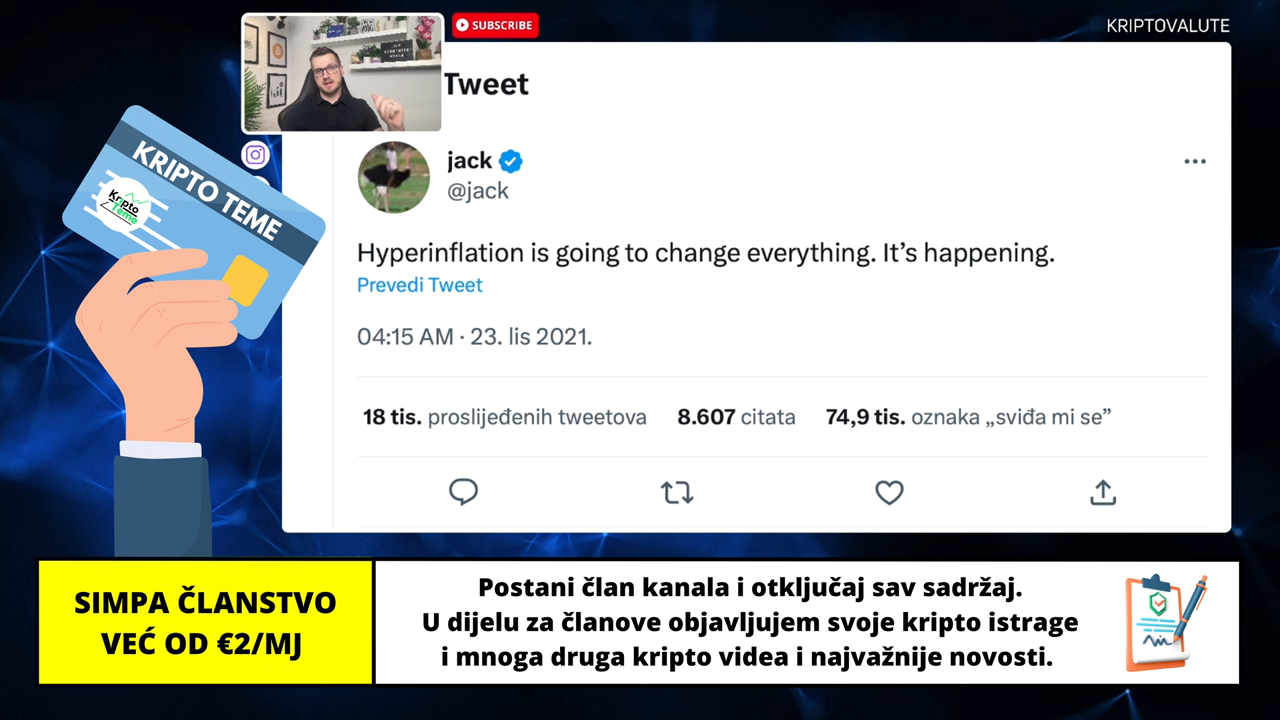 SUBSCRIBE
KRIPTOVALUTE
Tweet
KRIPTO TEME
Kripto
Teme
jack
@jack
Hyperinflation is going to change everything. It’s happening.
Prevedi Tweet
04:15 AM · 23. lis 2021.
18 tis. proslijeđenih tweetova 8.607 citata 74,9 tis. oznaka „sviđa mi se”
SIMPA ČLANSTVO
VEĆ OD €2/MJ
Postani član kanala i otključaj sav sadržaj.
U dijelu za članove objavljujem svoje kripto istrage
i mnoga druga kripto videa i najvažnije novosti.